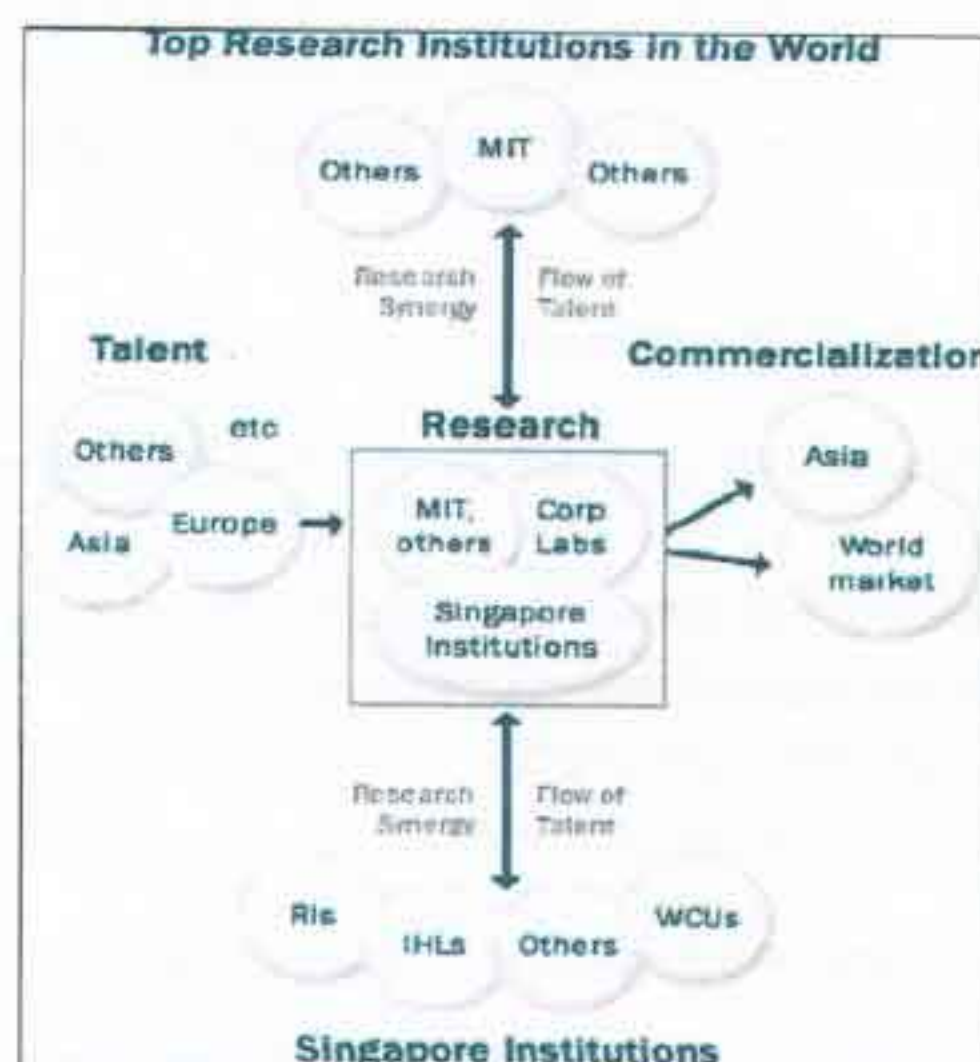 Top Research Institutions in the World
MIT
Others
Others
Research
Synergy
Flow of
Talent
Talent
Commercialization
Others
etc
Asia
Europe
Research
MIT,
others
Corp
Labs
Singapore
Institutions
Asia
World
market
Research
Synergy
Flow of
Talent
RIs
IHLs
Others
WCUs
Singapore Institutions